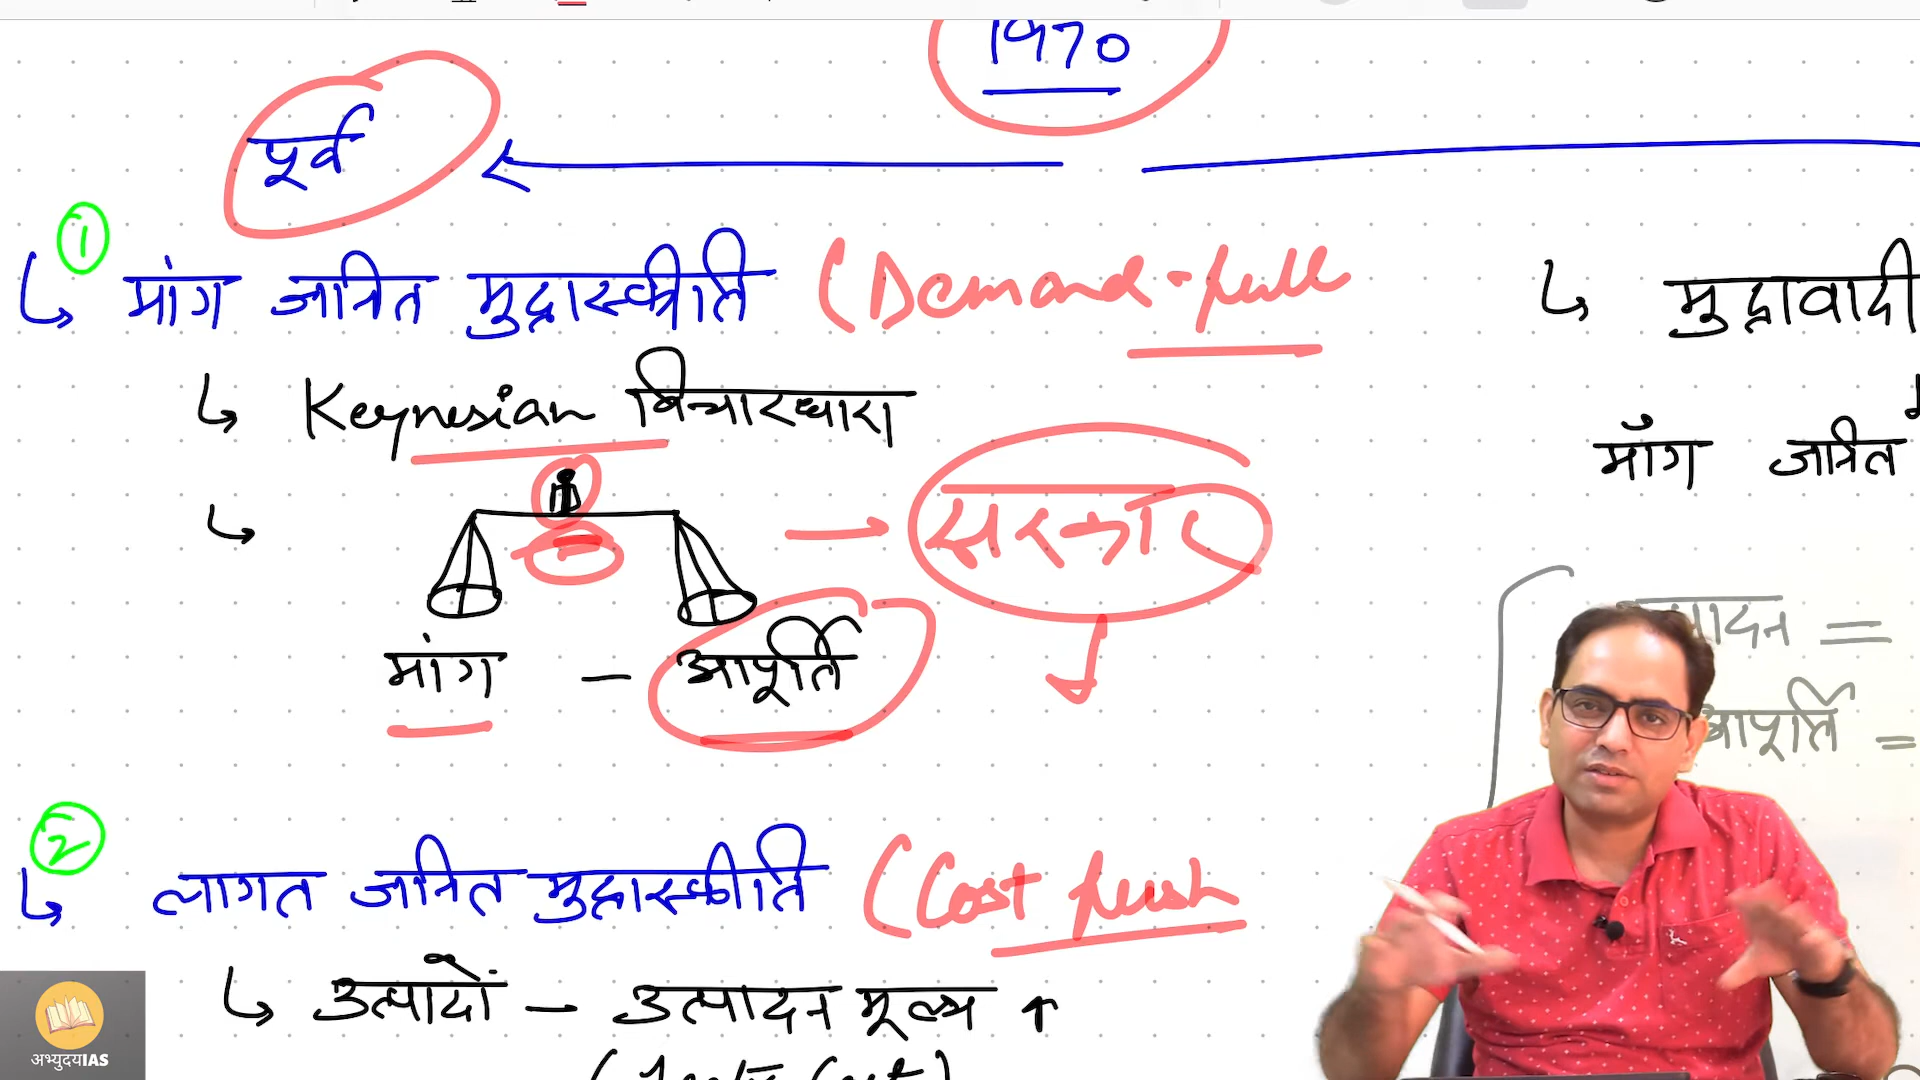 1970
पूर्व
① मांग जनित मुद्रास्फीति (Demand-pull
Keynesian विचारधारा
सरकार
मांग — आपूर्ति
② लागत जनित मुद्रास्फीति (Cost push
उत्पादों — उत्पादन मूल्य ↑
मुद्रावादी
माँग जनित
=
आपूर्ति =
अभ्युदयIAS